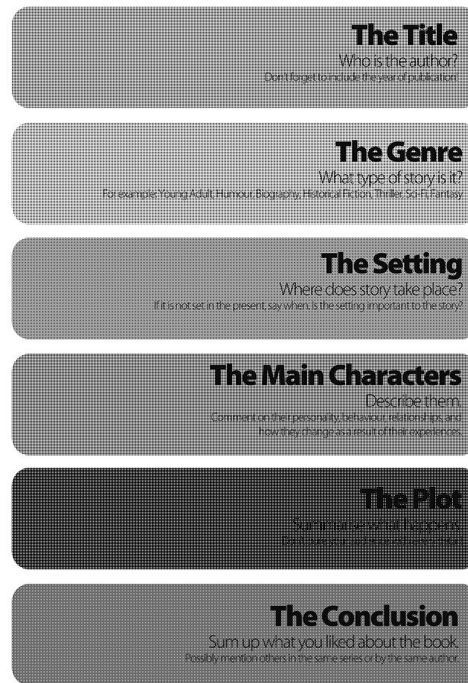 The Title
Who is the author?
Don't forget to include the year of publication!
The Genre
What type of story is it?
For example: Young Adult, Humour, Biography, Historical Fiction, Thriller, Sci-Fi, Fantasy
The Setting
Where does story take place?
If it is not set in the present, say when. Is the setting important to the story?
The Main Characters
Describe them.
Comment on their personality, behaviour, relationships, and
how they change as a result of their experiences.
The Plot
Summarise what happens.
The Conclusion
Sum up what you liked about the book.
Possibly mention others in the same series or by the same author.